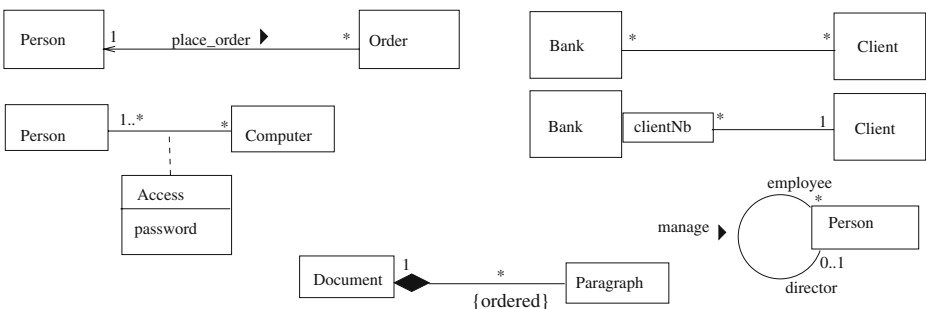 Person 1 place_order * Order
Bank * * Client
Person 1..* * Computer
Access
password
Bank clientNb * 1 Client
employee
*
manage Person
0..1
director
Document 1 * Paragraph
{ordered}